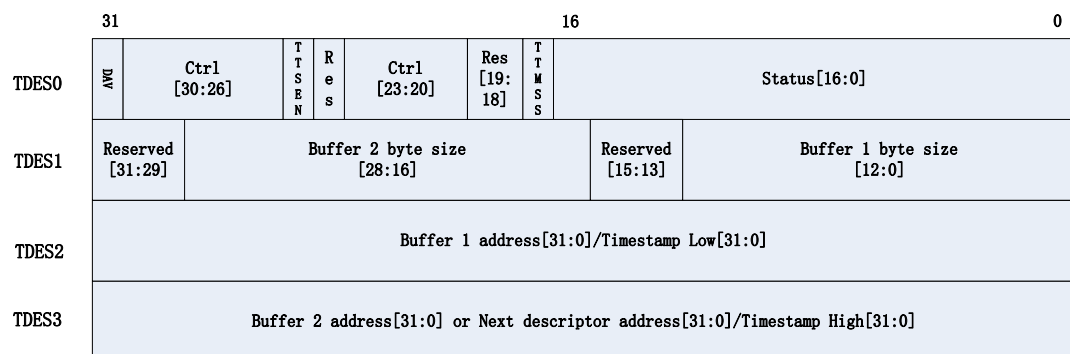 31 16 0
TDES0
DAV
Ctrl
[30:26]
TTSEN
Res
Ctrl
[23:20]
Res
[19:
18]
TTMSS
Status[16:0]
TDES1
Reserved
[31:29]
Buffer 2 byte size
[28:16]
Reserved
[15:13]
Buffer 1 byte size
[12:0]
TDES2
Buffer 1 address[31:0]/Timestamp Low[31:0]
TDES3
Buffer 2 address[31:0] or Next descriptor address[31:0]/Timestamp High[31:0]